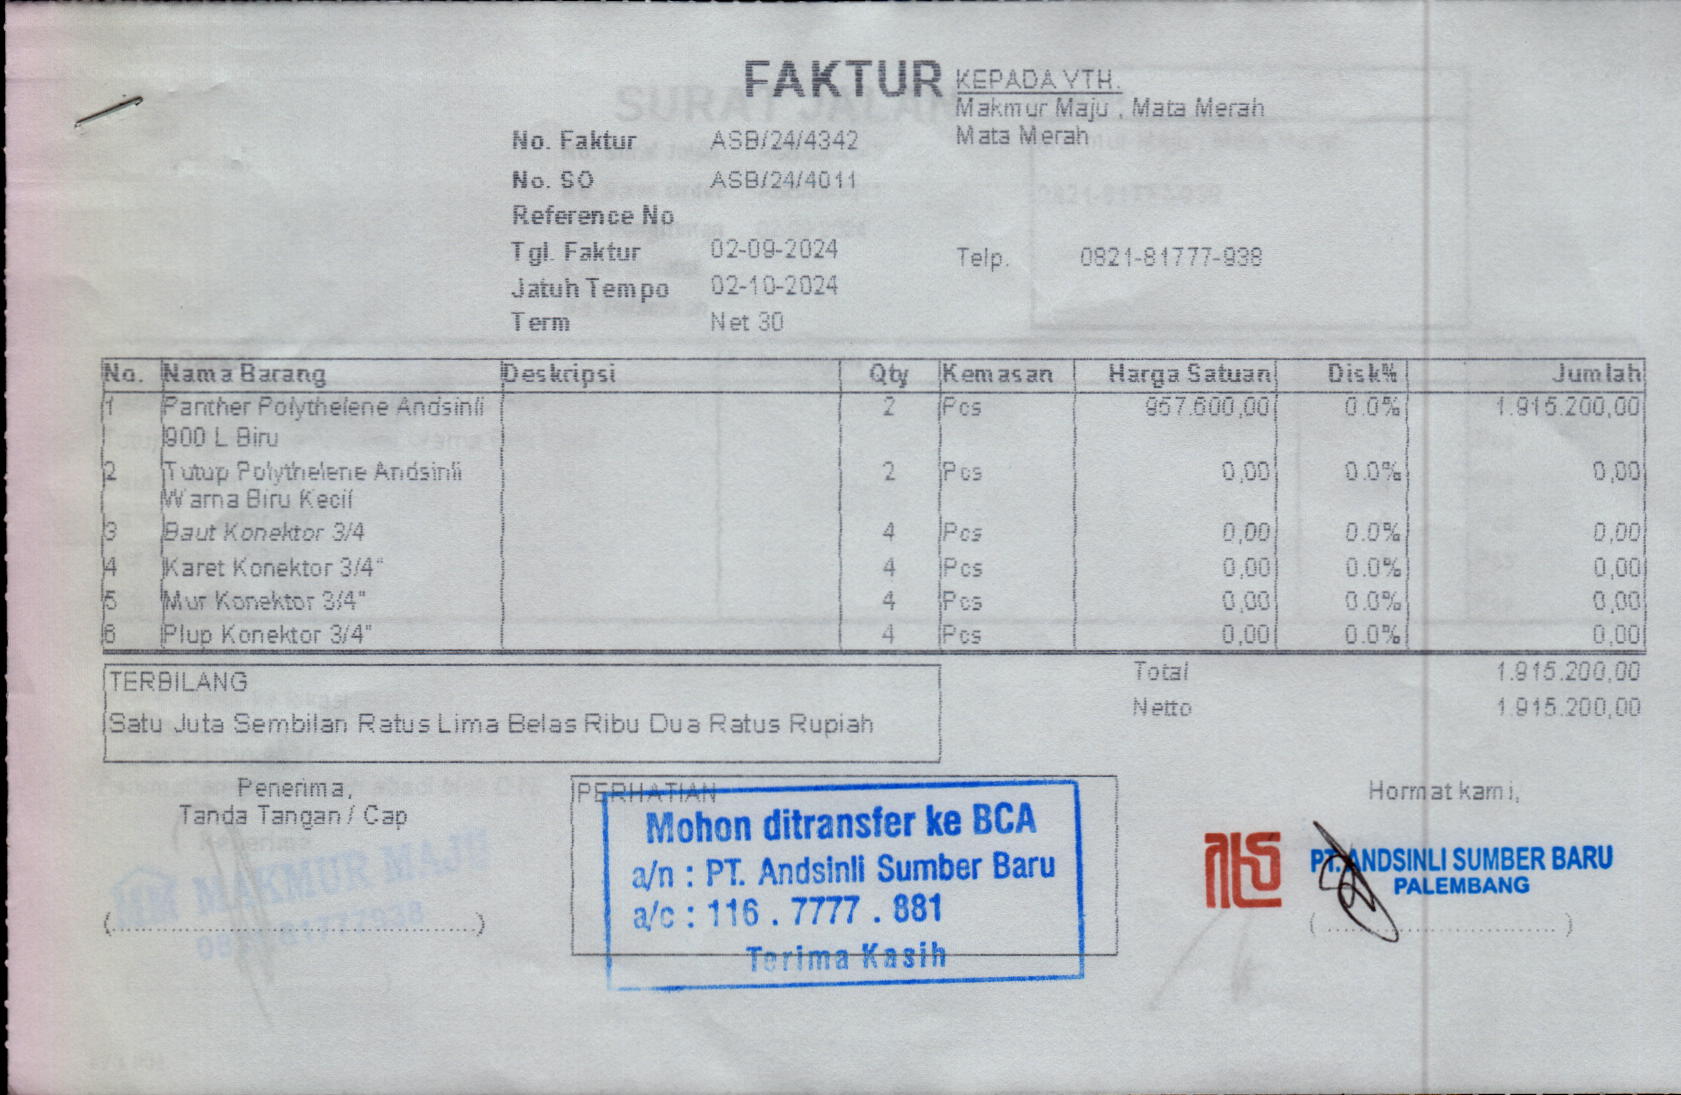 FAKTUR
KEPADA YTH.
Makmur Maju , Mata Merah
Mata Merah
No. Faktur ASB/24/4342
No. SO ASB/24/4011
Reference No
Tgl. Faktur 02-09-2024
Telp. 0821-81777-938
Jatuh Tempo 02-10-2024
Term Net 30
No. Nama Barang Deskripsi Qty Kemasan Harga Satuan Disk% Jumlah
1 Panther Polythelene Andsinli 2 Pcs 957.600,00 0.0% 1.915.200,00
900 L Biru
2 Tutup Polythelene Andsinli 2 Pcs 0,00 0.0% 0,00
Warna Biru Kecil
3 Baut Konektor 3/4 4 Pcs 0,00 0.0% 0,00
4 Karet Konektor 3/4" 4 Pcs 0,00 0.0% 0,00
5 Mur Konektor 3/4" 4 Pcs 0,00 0.0% 0,00
6 Plup Konektor 3/4" 4 Pcs 0,00 0.0% 0,00
TERBILANG
Satu Juta Sembilan Ratus Lima Belas Ribu Dua Ratus Rupiah
Total 1.915.200,00
Netto 1.915.200,00
Penerima,
Tanda Tangan / Cap
MAKMUR MAJU
0821 81777938
PERHATIAN
Mohon ditransfer ke BCA
a/n : PT. Andsinli Sumber Baru
a/c : 116 . 7777 . 881
Terima Kasih
Hormat kami,
PT. ANDSINLI SUMBER BARU
PALEMBANG
SURAT JALAN